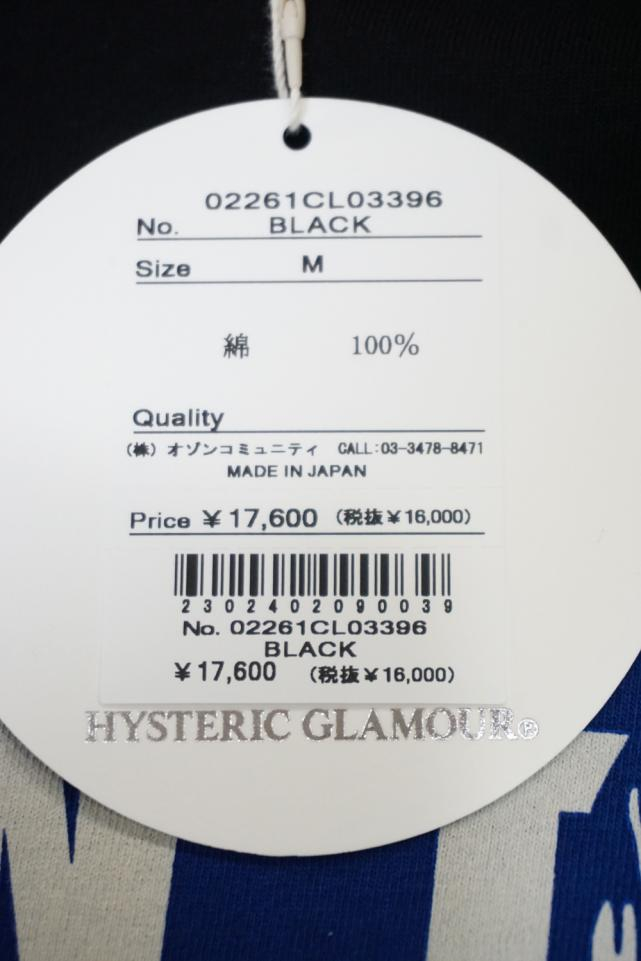 02261CL03396
No. BLACK
Size M
綿 100%
Quality
(株) オゾンコミュニティ CALL:03-3478-8471
MADE IN JAPAN
Price ¥17,600 (税抜¥16,000)
2302402090039
No. 02261CL03396
BLACK
¥17,600 (税抜¥16,000)
HYSTERIC GLAMOUR®